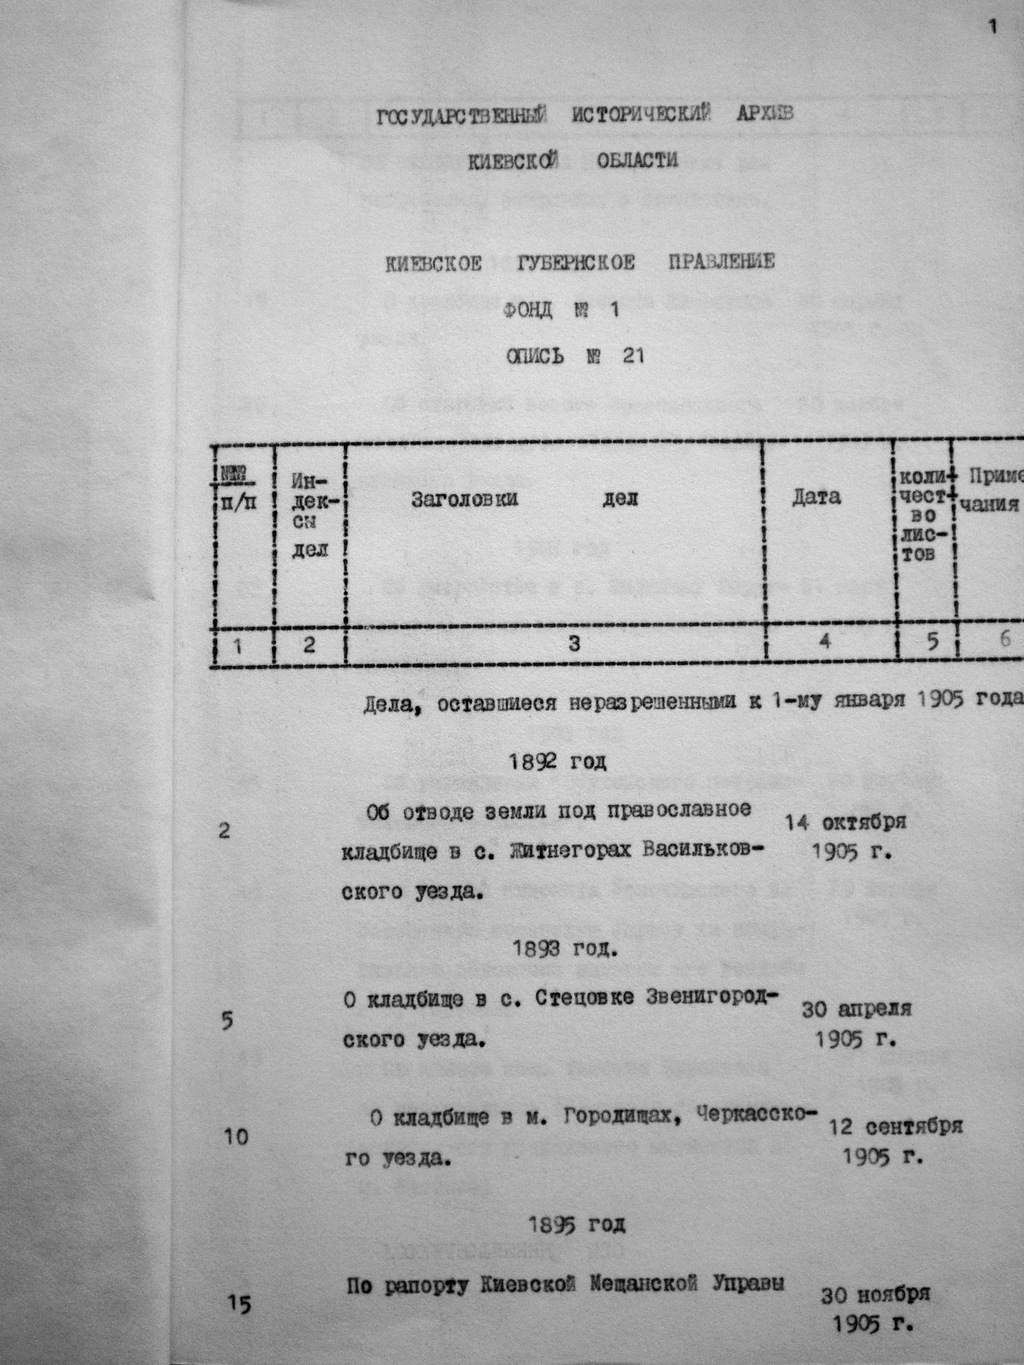 1
ГОСУДАРСТВЕННЫЙ ИСТОРИЧЕСКИЙ АРХИВ
КИЕВСКОЙ ОБЛАСТИ
КИЕВСКОЕ ГУБЕРНСКОЕ ПРАВЛЕНИЕ
ФОНД № 1
ОПИСЬ № 21
№№ п/п
Ин-
дек-
сы
дел
Заголовки дел
Дата
коли-
чест-
во
лис-
тов
Приме
чания
1 2 3 4 5 6
Дела, оставшиеся неразрешенными к 1-му января 1905 года
1892 год
2 Об отводе земли под православное 14 октября
кладбище в с. Житнегорах Васильков- 1905 г.
ского уезда.
1893 год.
5 О кладбище в с. Стецовке Звенигород- 30 апреля
ского уезда. 1905 г.
10 О кладбище в м. Городищах, Черкасско- 12 сентября
го уезда. 1905 г.
1895 год
15 По рапорту Киевской Мещанской Управы 30 ноября
1905 г.